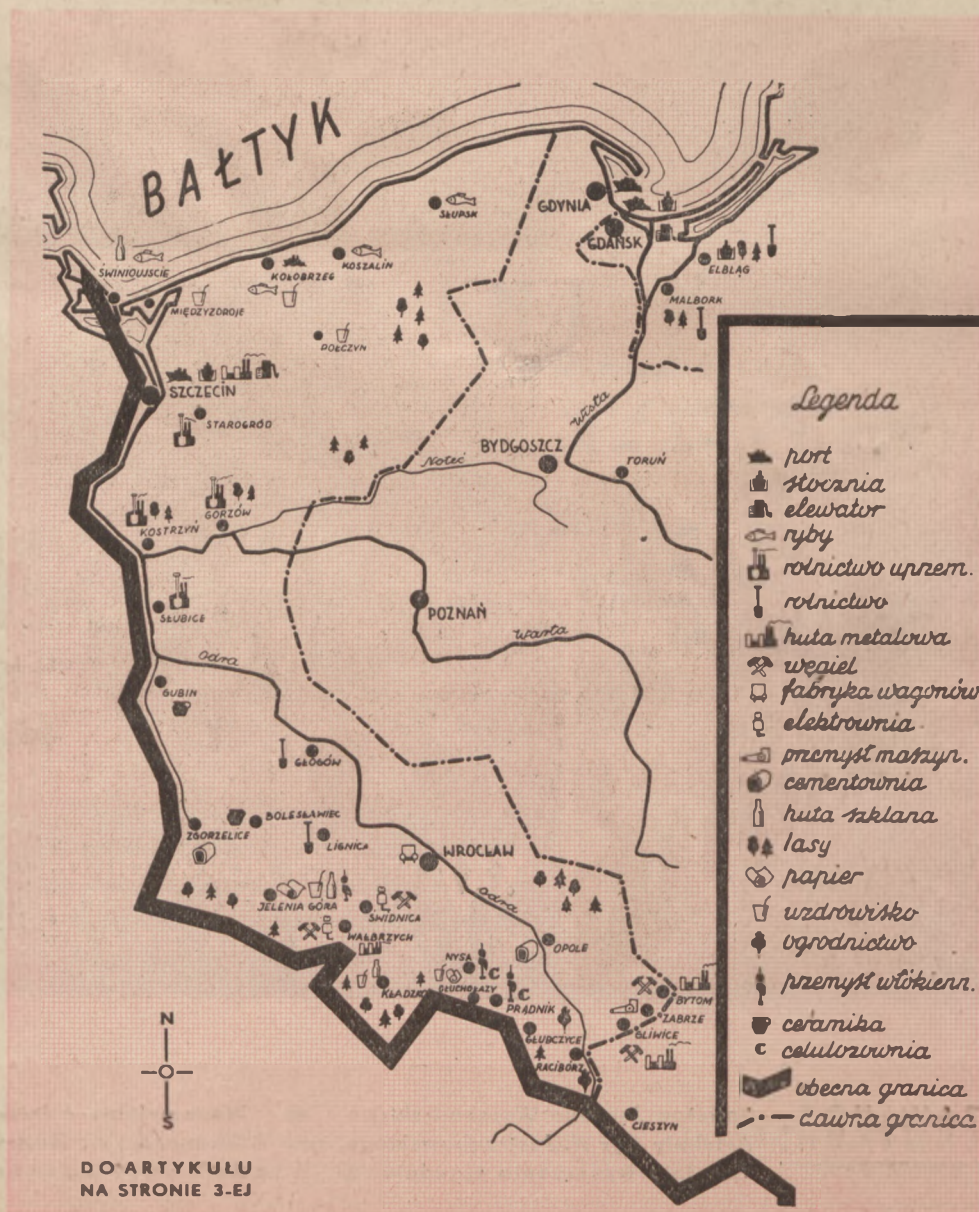 BAŁTYK
SŁUPSK
GDYNIA
GDAŃSK
ELBLĄG
MALBORK
KOSZALIN
KOŁOBRZEG
ŚWINIOUJŚCIE
MIĘDZYZDROJE
POŁCZYN
SZCZECIN
STAROGRÓD
Wisła
BYDGOSZCZ
TORUŃ
Noteć
GORZÓW
KOSTRZYŃ
SŁUBICE
POZNAŃ
Warta
Odra
GUBIN
GŁOGÓW
BOLESŁAWIEC
ZGORZELICE
LIGNICA
WROCŁAW
Odra
JELENIA GÓRA
ŚWIDNICA
WAŁBRZYCH
OPOLE
NYSA
KŁADZKO
GŁUCHOŁAZY
PRĄDNIK
BYTOM
ZABRZE
GLIWICE
GŁUBCZYCE
RACIBÓRZ
CIESZYN
N
S
DO ARTYKUŁU
NA STRONIE 3-EJ
Legenda
port
stocznia
elewator
ryby
rolnictwo uprzem.
rolnictwo
huta metalowa
węgiel
fabryka wagonów
elektrownia
przemysł maszyn.
cementownia
huta szklana
lasy
papier
uzdrowisko
ogrodnictwo
przemysł włókienn.
ceramika
c celulozownia
obecna granica
dawna granica